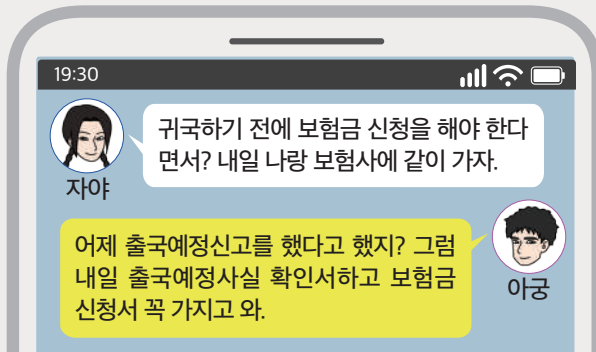 19:30
귀국하기 전에 보험금 신청을 해야 한다
면서? 내일 나랑 보험사에 같이 가자.
자야
어제 출국예정신고를 했다고 했지? 그럼
내일 출국예정사실 확인서하고 보험금
신청서 꼭 가지고 와.
아궁